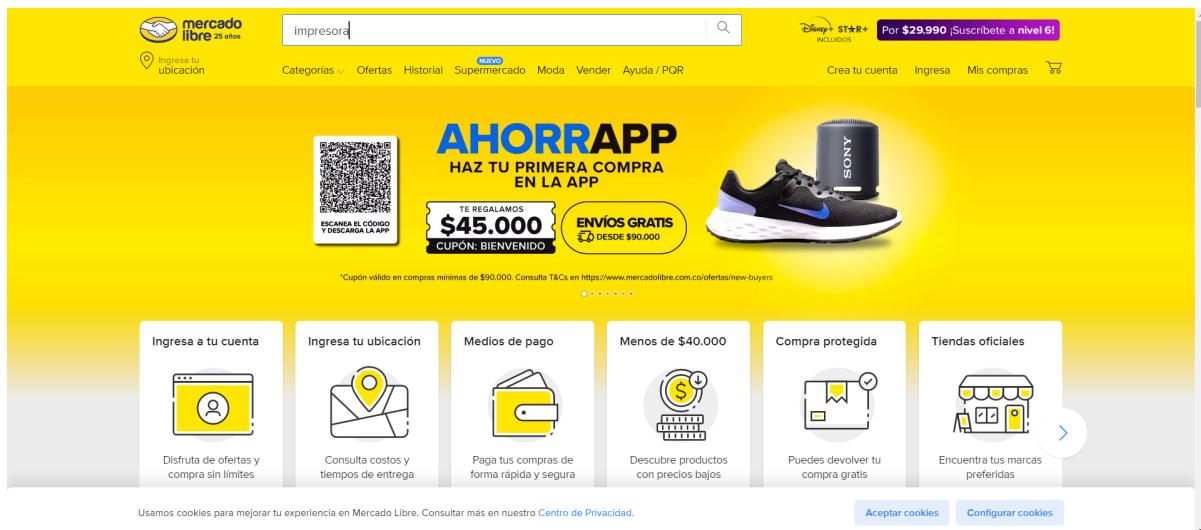 mercado
libre 25 años
impresora
Disney+ STAR+
INCLUIDOS
Por $29.990 ¡Suscríbete a nivel 6!
Ingresa tu
ubicación
NUEVO
Categorías Ofertas Historial Supermercado Moda Vender Ayuda / PQR
Crea tu cuenta Ingresa Mis compras
AHORRAPP
HAZ TU PRIMERA COMPRA
EN LA APP
ESCANEA EL CÓDIGO
Y DESCARGA LA APP
TE REGALAMOS
$45.000
CUPÓN: BIENVENIDO
ENVÍOS GRATIS
DESDE $90.000
SONY
*Cupón válido en compras mínimas de $90.000. Consulta T&Cs en https://www.mercadolibre.com.co/ofertas/new-buyers
Ingresa a tu cuenta
Disfruta de ofertas y
compra sin límites
Ingresa tu ubicación
Consulta costos y
tiempos de entrega
Medios de pago
Paga tus compras de
forma rápida y segura
Menos de $40.000
Descubre productos
con precios bajos
Compra protegida
Puedes devolver tu
compra gratis
Tiendas oficiales
Encuentra tus marcas
preferidas
Usamos cookies para mejorar tu experiencia en Mercado Libre. Consultar más en nuestro Centro de Privacidad.
Aceptar cookies
Configurar cookies